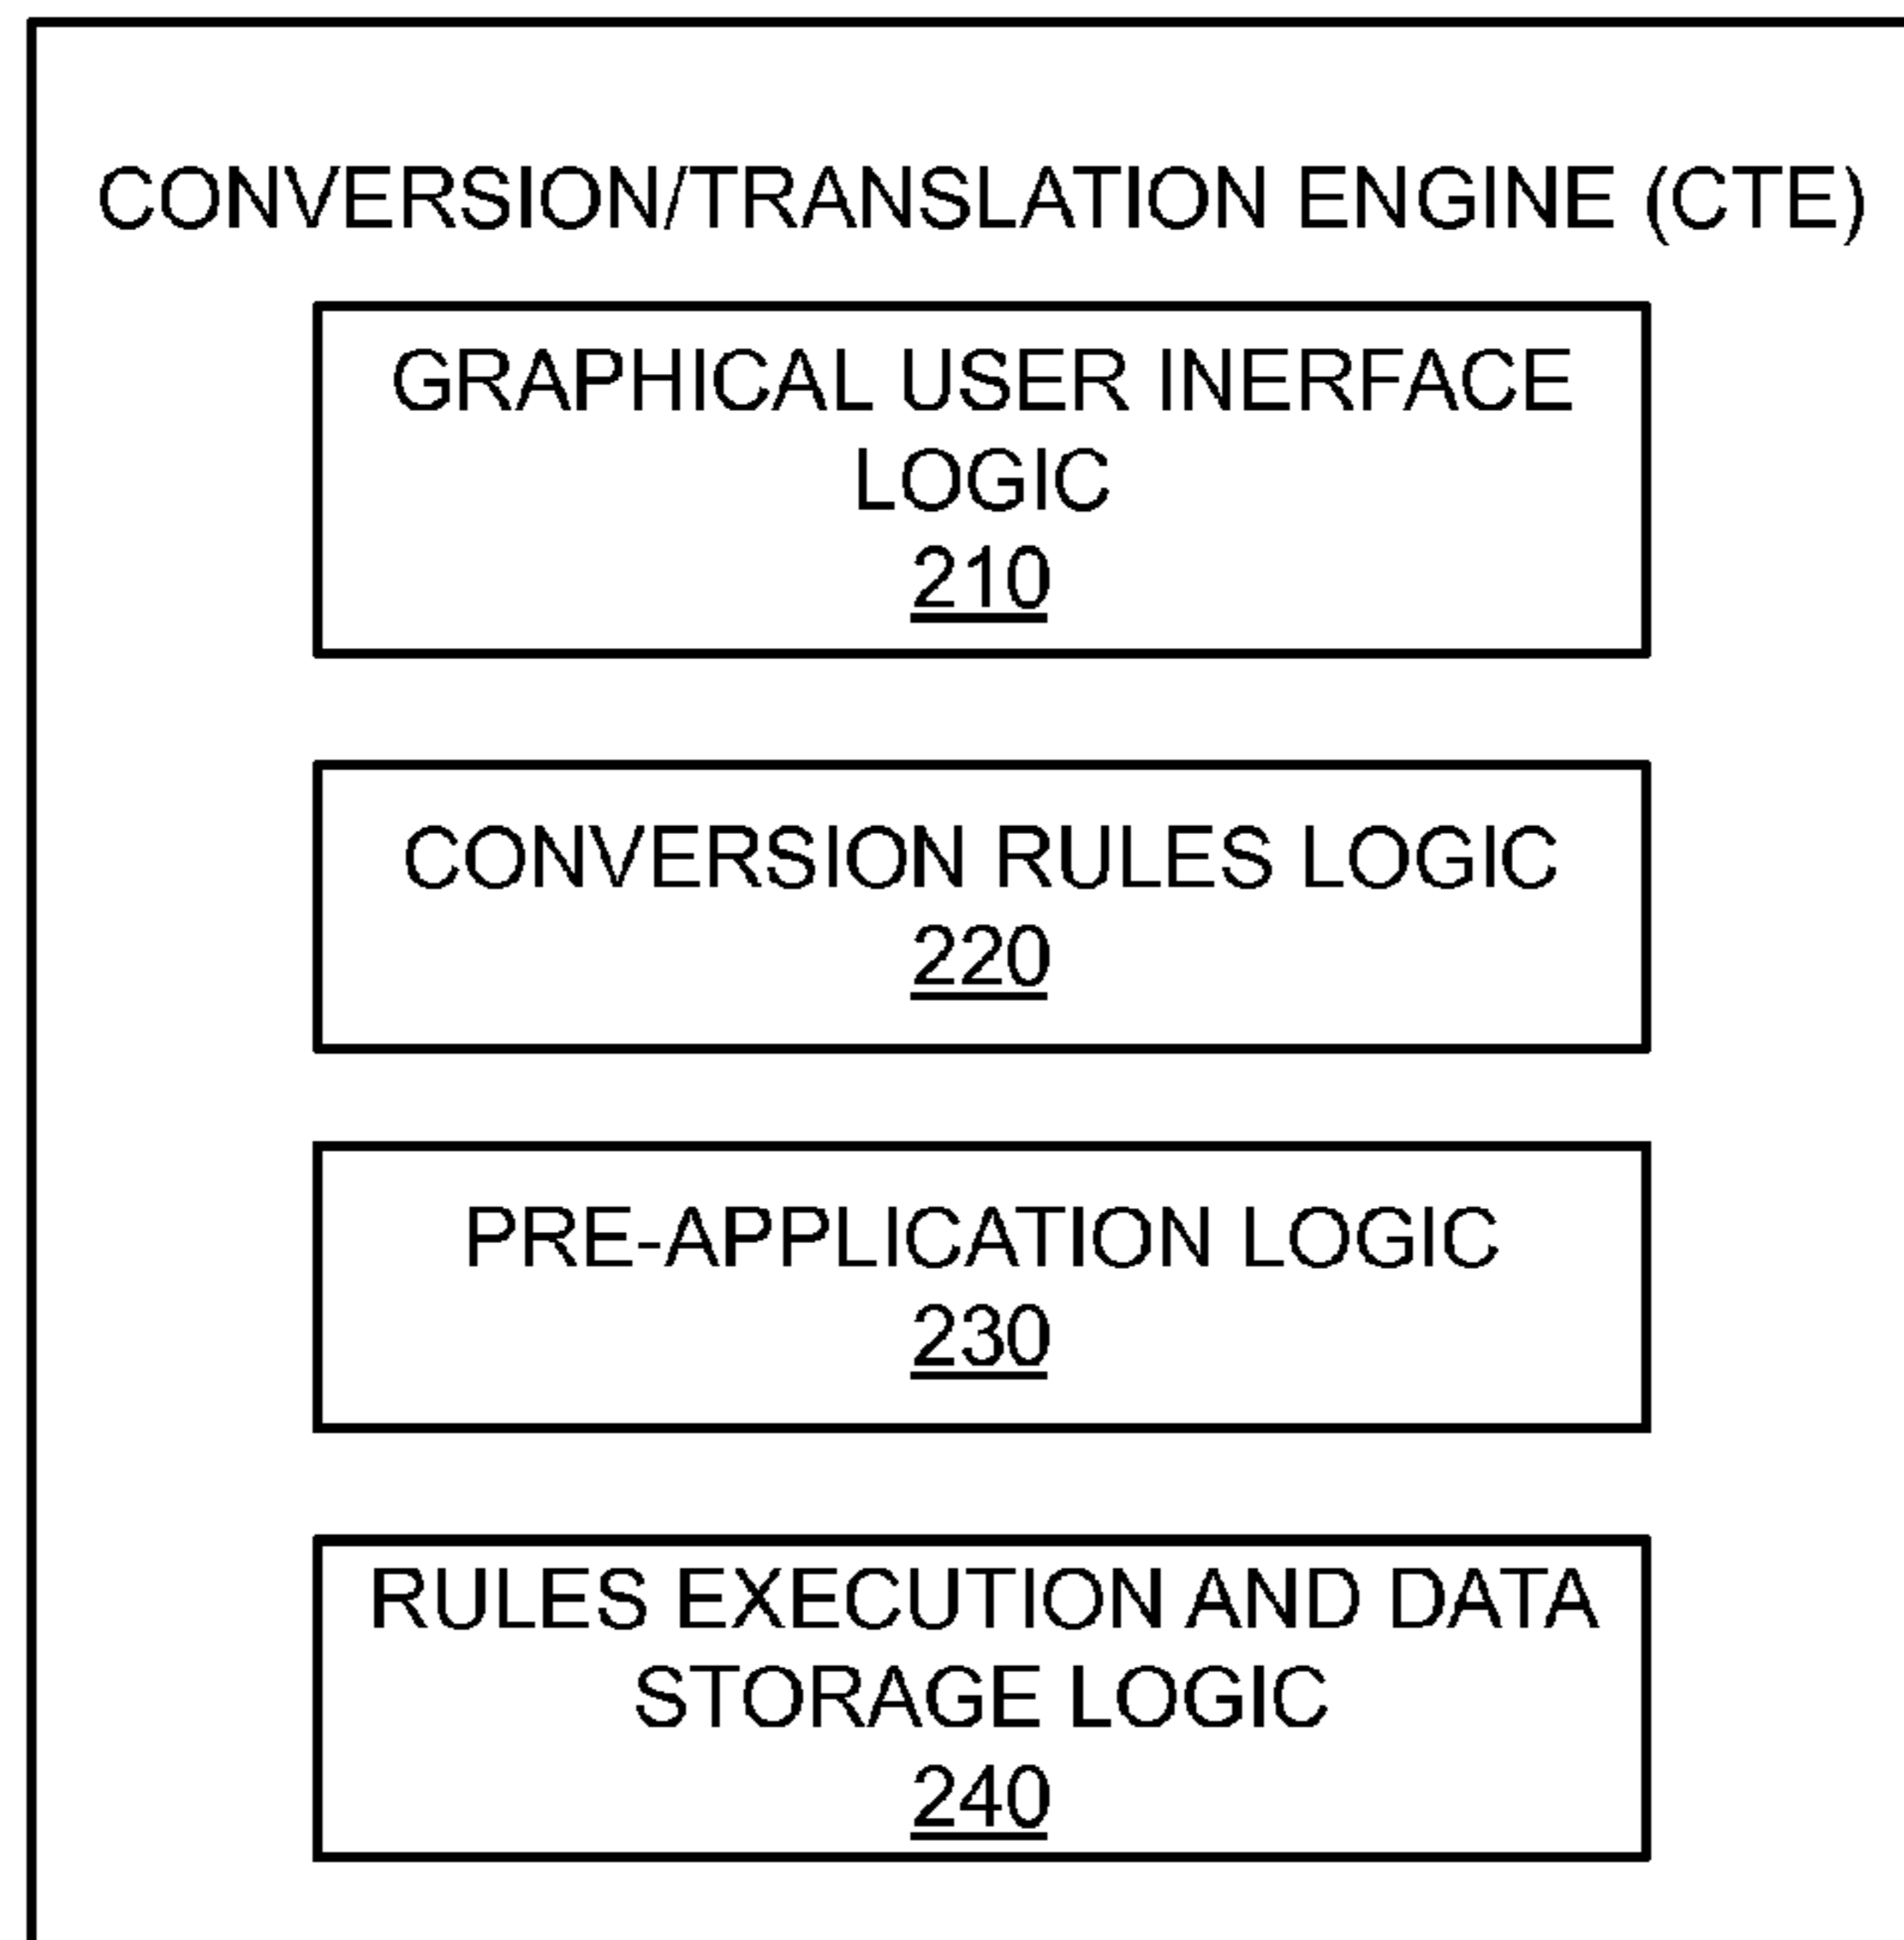 CONVERSION/TRANSLATION ENGINE (CTE)
GRAPHICAL USER INERFACE
LOGIC
210
CONVERSION RULES LOGIC
220
PRE-APPLICATION LOGIC
230
RULES EXECUTION AND DATA
STORAGE LOGIC
240